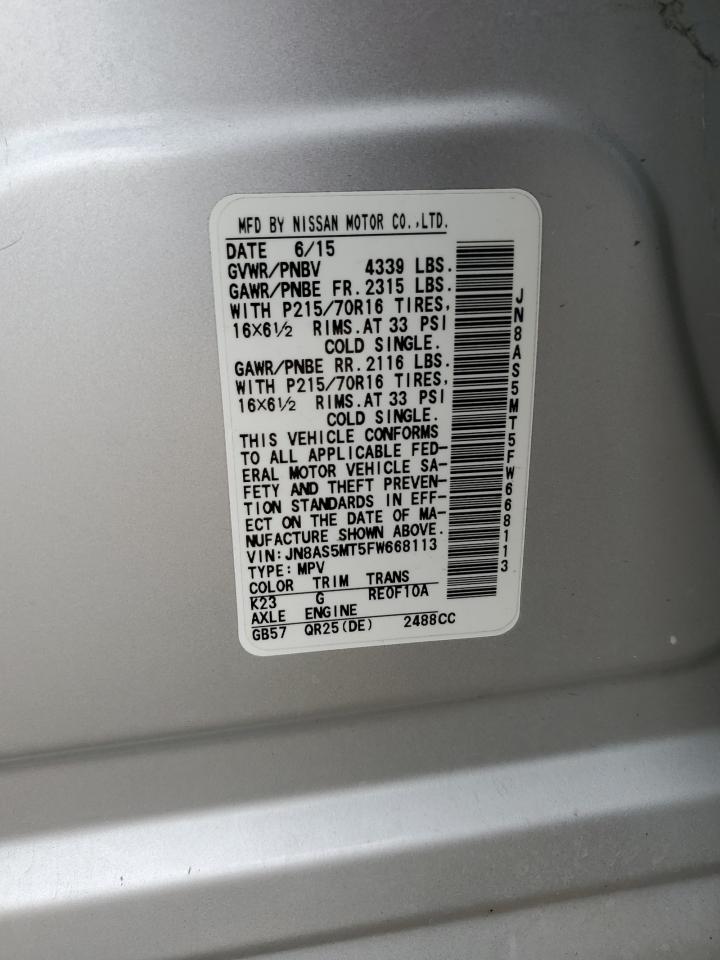 MFD BY NISSAN MOTOR CO.,LTD.
DATE 6/15
GVWR/PNBV 4339 LBS.
GAWR/PNBE FR. 2315 LBS.
WITH P215/70R16 TIRES,
16X6½ RIMS. AT 33 PSI
COLD SINGLE.
GAWR/PNBE RR. 2116 LBS.
WITH P215/70R16 TIRES,
16X6½ RIMS. AT 33 PSI
COLD SINGLE.
THIS VEHICLE CONFORMS
TO ALL APPLICABLE FED-
ERAL MOTOR VEHICLE SA-
FETY AND THEFT PREVEN-
TION STANDARDS IN EFF-
ECT ON THE DATE OF MA-
NUFACTURE SHOWN ABOVE.
VIN:JN8AS5MT5FW668113
TYPE:MPV
COLOR TRIM TRANS
K23 G RE0F10A
AXLE ENGINE
GB57 QR25(DE) 2488CC
JN8AS5MT5FW668113